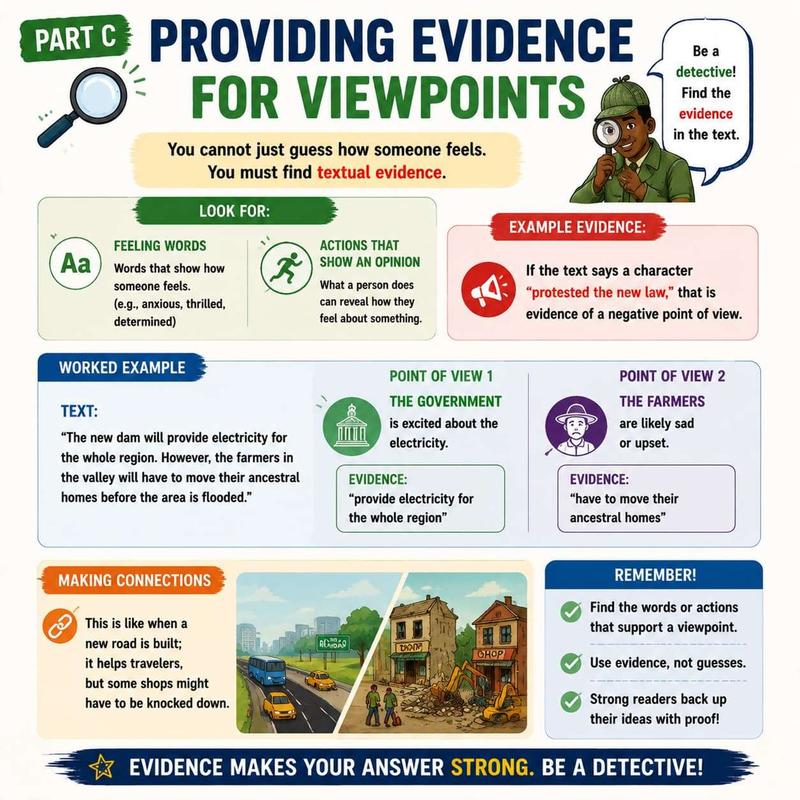 PART C
PROVIDING EVIDENCE
FOR VIEWPOINTS
Be a
detective!
Find the
evidence
in the text.
You cannot just guess how someone feels.
You must find textual evidence.
LOOK FOR:
Aa
FEELING WORDS
Words that show how
someone feels.
(e.g., anxious, thrilled,
determined)
ACTIONS THAT
SHOW AN OPINION
What a person does
can reveal how they
feel about something.
EXAMPLE EVIDENCE:
If the text says a character
“protested the new law,” that is
evidence of a negative point of view.
WORKED EXAMPLE
TEXT:
“The new dam will provide electricity for
the whole region. However, the farmers in
the valley will have to move their ancestral
homes before the area is flooded.”
POINT OF VIEW 1
THE GOVERNMENT
is excited about the
electricity.
EVIDENCE:
“provide electricity for
the whole region”
POINT OF VIEW 2
THE FARMERS
are likely sad
or upset.
EVIDENCE:
“have to move their
ancestral homes”
MAKING CONNECTIONS
This is like when a
new road is built;
it helps travelers,
but some shops might
have to be knocked down.
SHOP
REMEMBER!
Find the words or actions
that support a viewpoint.
Use evidence, not guesses.
Strong readers back up
their ideas with proof!
EVIDENCE MAKES YOUR ANSWER STRONG. BE A DETECTIVE!